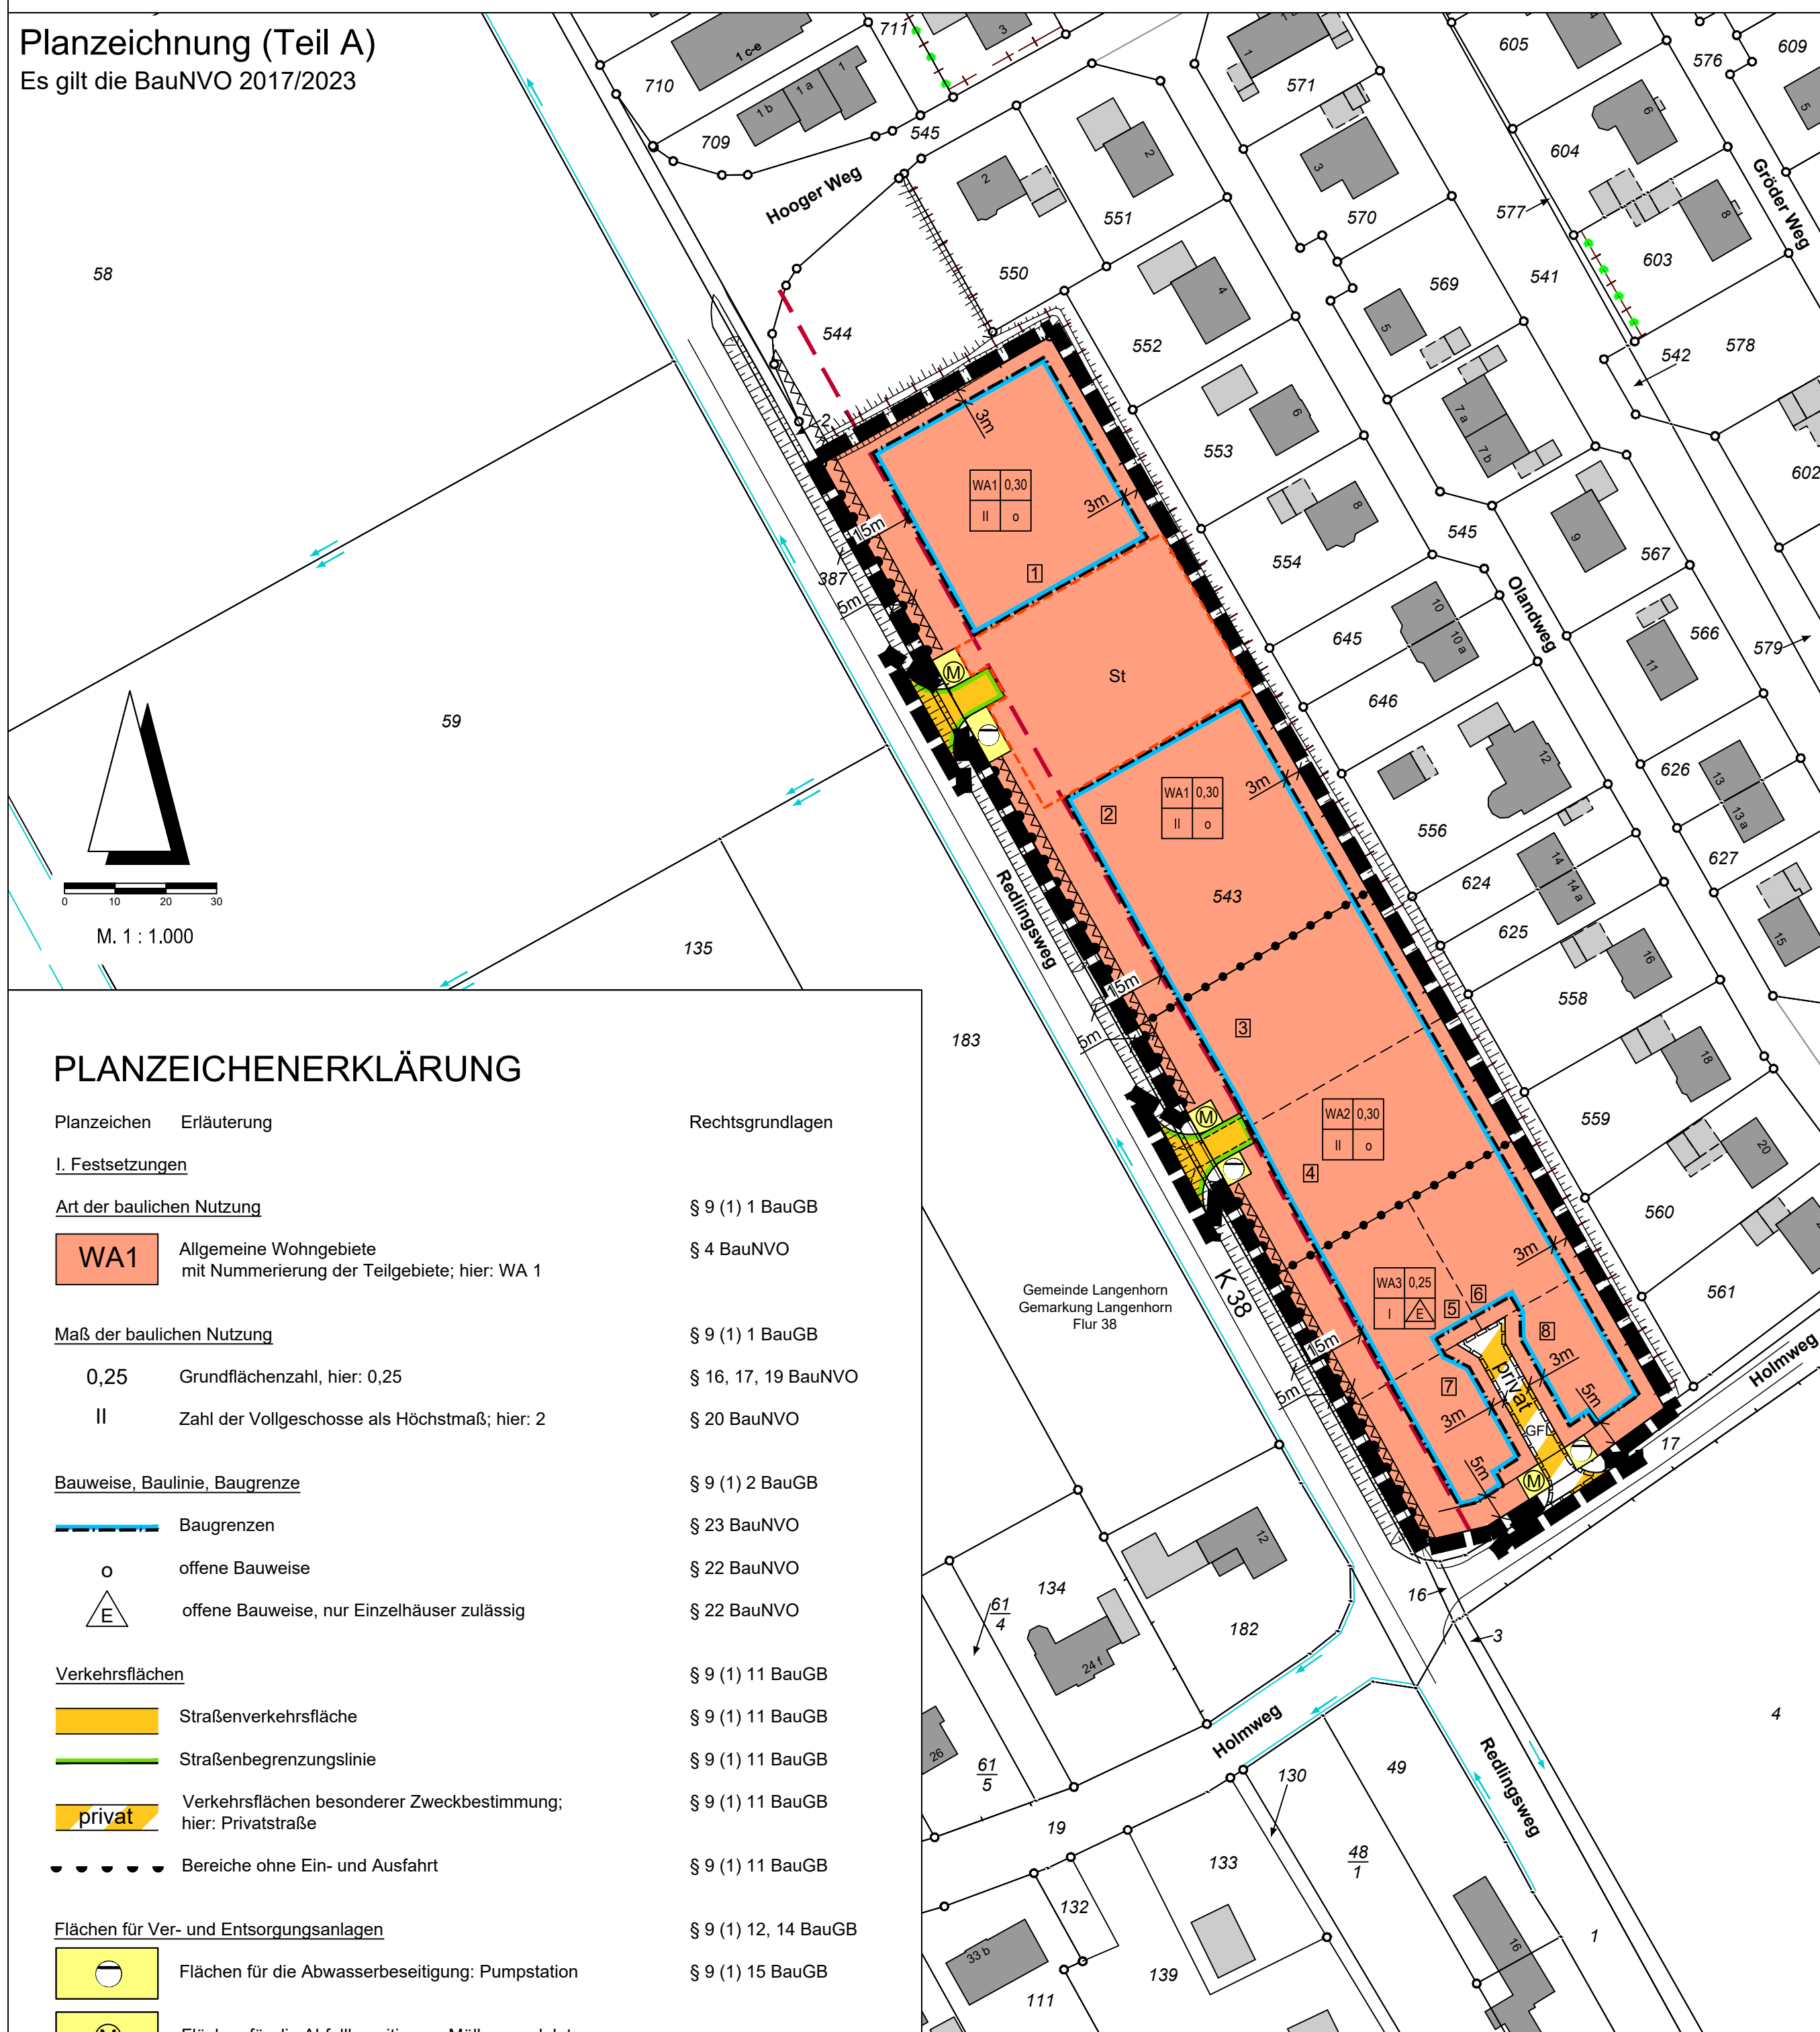 Planzeichnung (Teil A)
Es gilt die BauNVO 2017/2023
711
3
1 c-e
710
1 b
1 a
1
709
545
Hooger Weg
2
2
551
550
544
1
571
3
570
577
541
569
605
4
576
609
5
6
604
8
603
Gröder Weg
542
578
602
58
59
135
183
387
2
4
552
6
553
8
554
5
7 a
7 b
9
567
545
Olandweg
645
10
10 a
646
11
566
579
12
556
626
13
13 a
627
14
14 a
624
625
15
16
558
18
559
20
560
561
3m
WA1 0,30
II o
3m
15m
5m
1
M
St
2
WA1 0,30
II o
3m
543
15m
5m
3
M
4
WA2 0,30
II o
3m
WA3 0,25
I E
5
6
7
8
15m
5m
3m
3m
5m
5m
privat
GFL
M
17
Holmweg
Redlingsweg
K 38
0 10 20 30
M. 1 : 1.000
Gemeinde Langenhorn
Gemarkung Langenhorn
Flur 38
134
12
61
4
24 f
182
26
61
5
Holmweg
19
130
49
Redlingsweg
16
3
4
133
48
1
132
33 b
139
111
16
1
PLANZEICHENERKLÄRUNG
Planzeichen Erläuterung Rechtsgrundlagen
I. Festsetzungen
Art der baulichen Nutzung § 9 (1) 1 BauGB
WA1 Allgemeine Wohngebiete § 4 BauNVO
mit Nummerierung der Teilgebiete; hier: WA 1
Maß der baulichen Nutzung § 9 (1) 1 BauGB
0,25 Grundflächenzahl, hier: 0,25 § 16, 17, 19 BauNVO
II Zahl der Vollgeschosse als Höchstmaß; hier: 2 § 20 BauNVO
Bauweise, Baulinie, Baugrenze § 9 (1) 2 BauGB
Baugrenzen § 23 BauNVO
o offene Bauweise § 22 BauNVO
E offene Bauweise, nur Einzelhäuser zulässig § 22 BauNVO
Verkehrsflächen § 9 (1) 11 BauGB
Straßenverkehrsfläche § 9 (1) 11 BauGB
Straßenbegrenzungslinie § 9 (1) 11 BauGB
privat Verkehrsflächen besonderer Zweckbestimmung; § 9 (1) 11 BauGB
hier: Privatstraße
Bereiche ohne Ein- und Ausfahrt § 9 (1) 11 BauGB
Flächen für Ver- und Entsorgungsanlagen § 9 (1) 12, 14 BauGB
Flächen für die Abwasserbeseitigung: Pumpstation § 9 (1) 15 BauGB